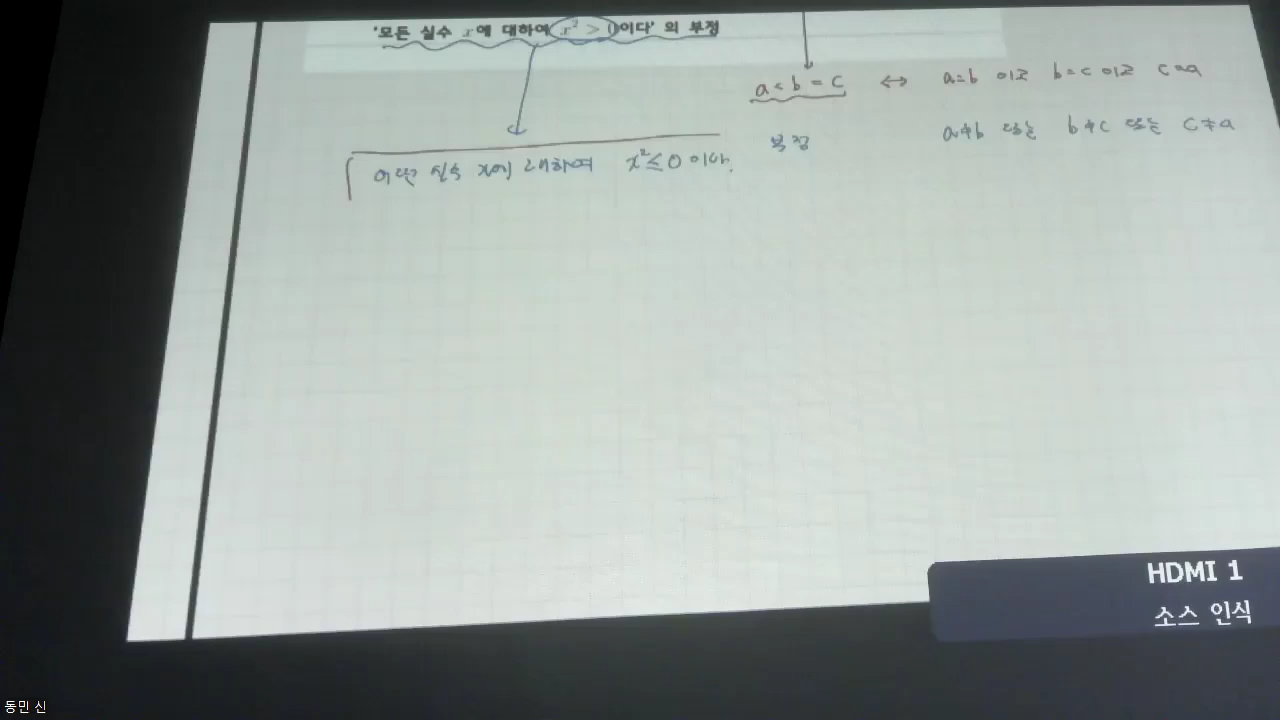 '모든 실수 x에 대하여 x² > 0이다' 의 부정
a = b = c ↔ a=b 이고 b=c 이고 c=a
부정 a≠b 또는 b≠c 또는 c≠a
어떤 실수 x에 대하여 x² ≤ 0 이다.
HDMI 1
소스 인식
동민 신